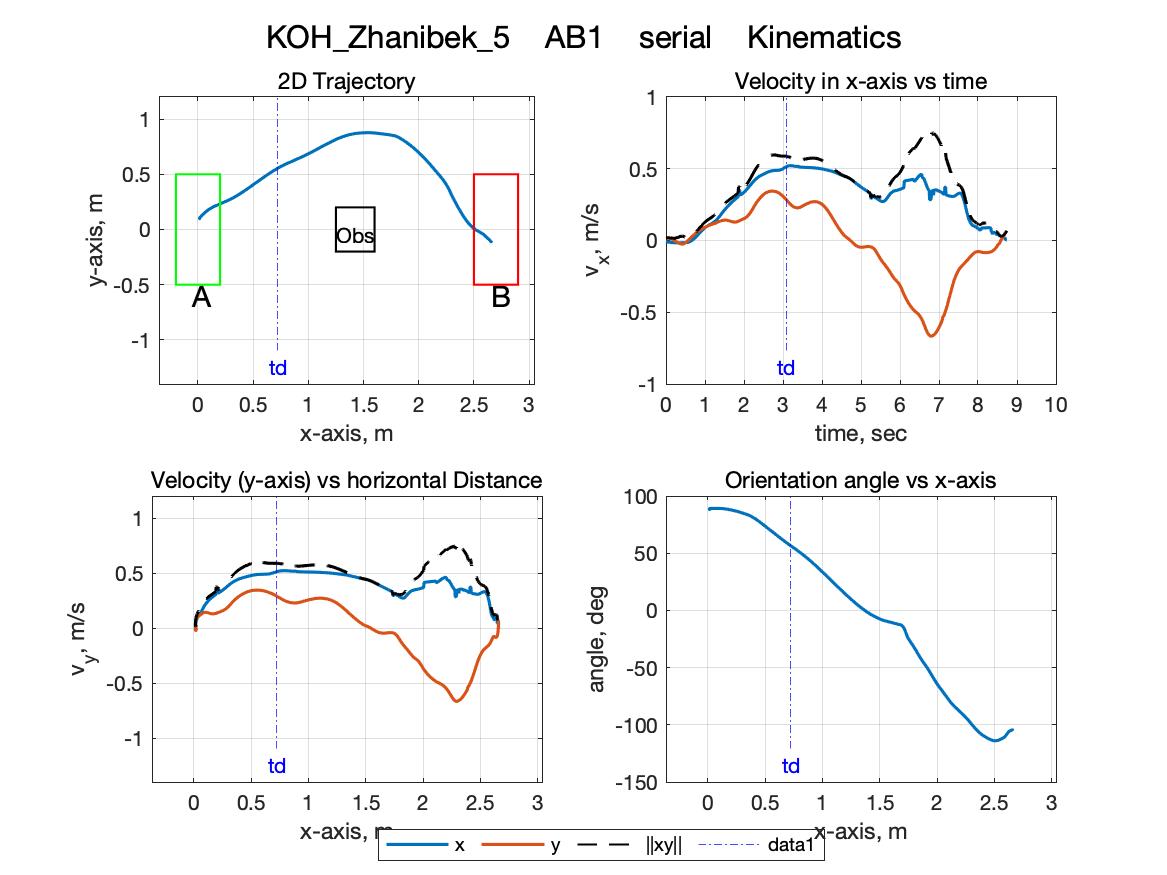 KOH_Zhanibek_5 AB1 serial Kinematics
2D Trajectory
1
0.5
0
-0.5
-1
y-axis, m
A
Obs
B
td
0 0.5 1 1.5 2 2.5 3
x-axis, m
Velocity in x-axis vs time
1
0.5
0
-0.5
-1
v_x, m/s
td
0 1 2 3 4 5 6 7 8 9 10
time, sec
Velocity (y-axis) vs horizontal Distance
1
0.5
0
-0.5
-1
v_y, m/s
td
0 0.5 1 1.5 2 2.5 3
x-axis, m
Orientation angle vs x-axis
100
50
0
-50
-100
-150
angle, deg
td
0 0.5 1 1.5 2 2.5 3
x-axis, m
x y ||xy|| data1